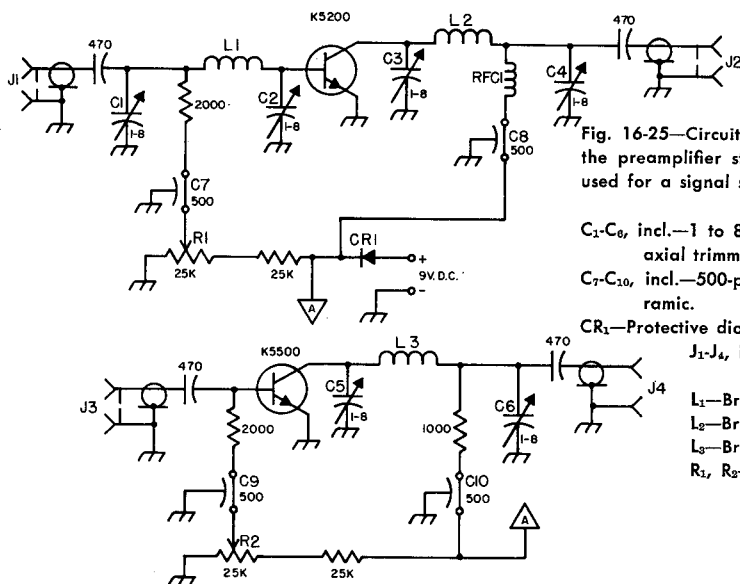 K5200
L2
470
470
L1
C3
1-8
J1
J2
RFC1
C4
1-8
C1
1-8
2000
C2
1-8
C8
500
C7
500
R1
25K
25K
CR1
+
9V. D.C.
-
A
Fig. 16-25—Circuit
the preamplifier st
used for a signal s
C₁-C₆, incl.—1 to 8
axial trimm
C₇-C₁₀, incl.—500-p
ramic.
CR₁—Protective dio
J₁-J₄, i
L₁—Br
L₂—Br
L₃—Br
R₁, R₂-
K5500
L3
470
470
C5
1-8
J3
J4
C6
1-8
2000
1000
C9
500
C10
500
A
R2
25K
25K